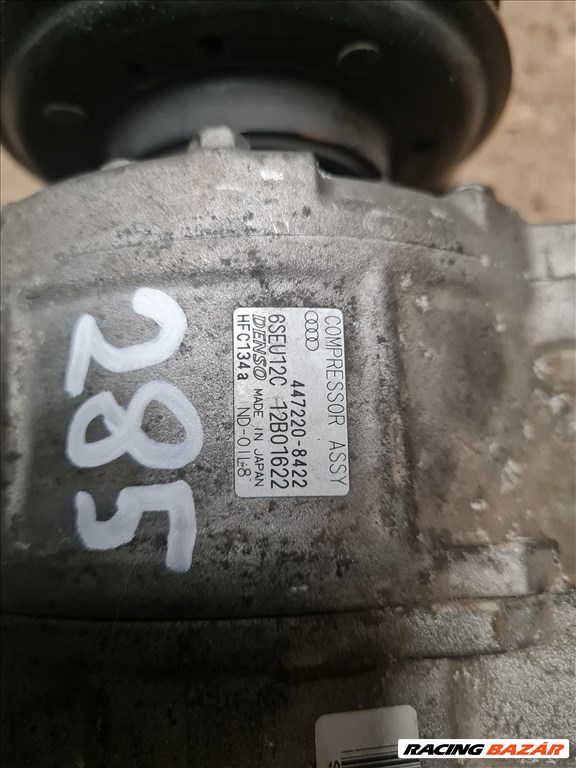 COMPRESSOR ASSY
447220-8422
6SEU12C 12B01622
DENSO MADE IN JAPAN
HFC134a ND-OIL8
285
RACING BAZÁR